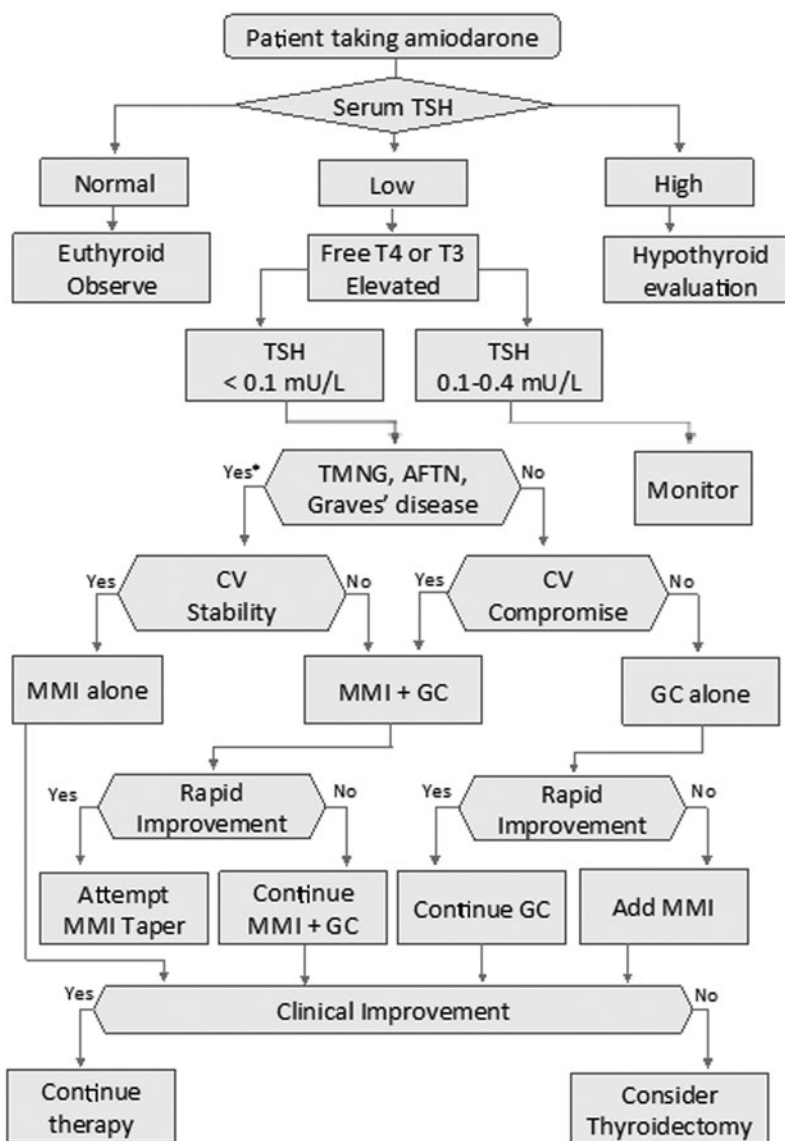 Patient taking amiodarone
Serum TSH
Normal
Low
High
Euthyroid
Observe
Free T4 or T3
Elevated
Hypothyroid
evaluation
TSH
< 0.1 mU/L
TSH
0.1-0.4 mU/L
Yes*
TMNG, AFTN,
Graves' disease
No
Monitor
Yes
CV
Stability
No
Yes
CV
Compromise
No
MMI alone
MMI + GC
GC alone
Yes
Rapid
Improvement
No
Yes
Rapid
Improvement
No
Attempt
MMI Taper
Continue
MMI + GC
Continue GC
Add MMI
Yes
Clinical Improvement
No
Continue
therapy
Consider
Thyroidectomy